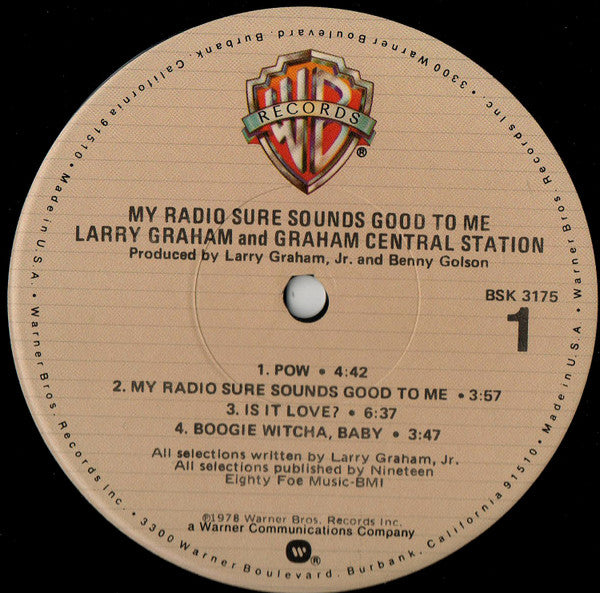 WB
RECORDS
®
MY RADIO SURE SOUNDS GOOD TO ME
LARRY GRAHAM and GRAHAM CENTRAL STATION
Produced by Larry Graham, Jr. and Benny Golson
BSK 3175
1
1. POW • 4:42
2. MY RADIO SURE SOUNDS GOOD TO ME • 3:57
3. IS IT LOVE? • 6:37
4. BOOGIE WITCHA, BABY • 3:47
All selections written by Larry Graham, Jr.
All selections published by Nineteen
Eighty Foe Music-BMI
℗1978 Warner Bros. Records Inc.
a Warner Communications Company
®
Warner Bros. Records Inc. • 3300 Warner Boulevard, Burbank, California 91510 • Made in U.S.A. •
Warner Bros. Records Inc. • 3300 Warner Boulevard, Burbank, California 91510 • Made in U.S.A. •